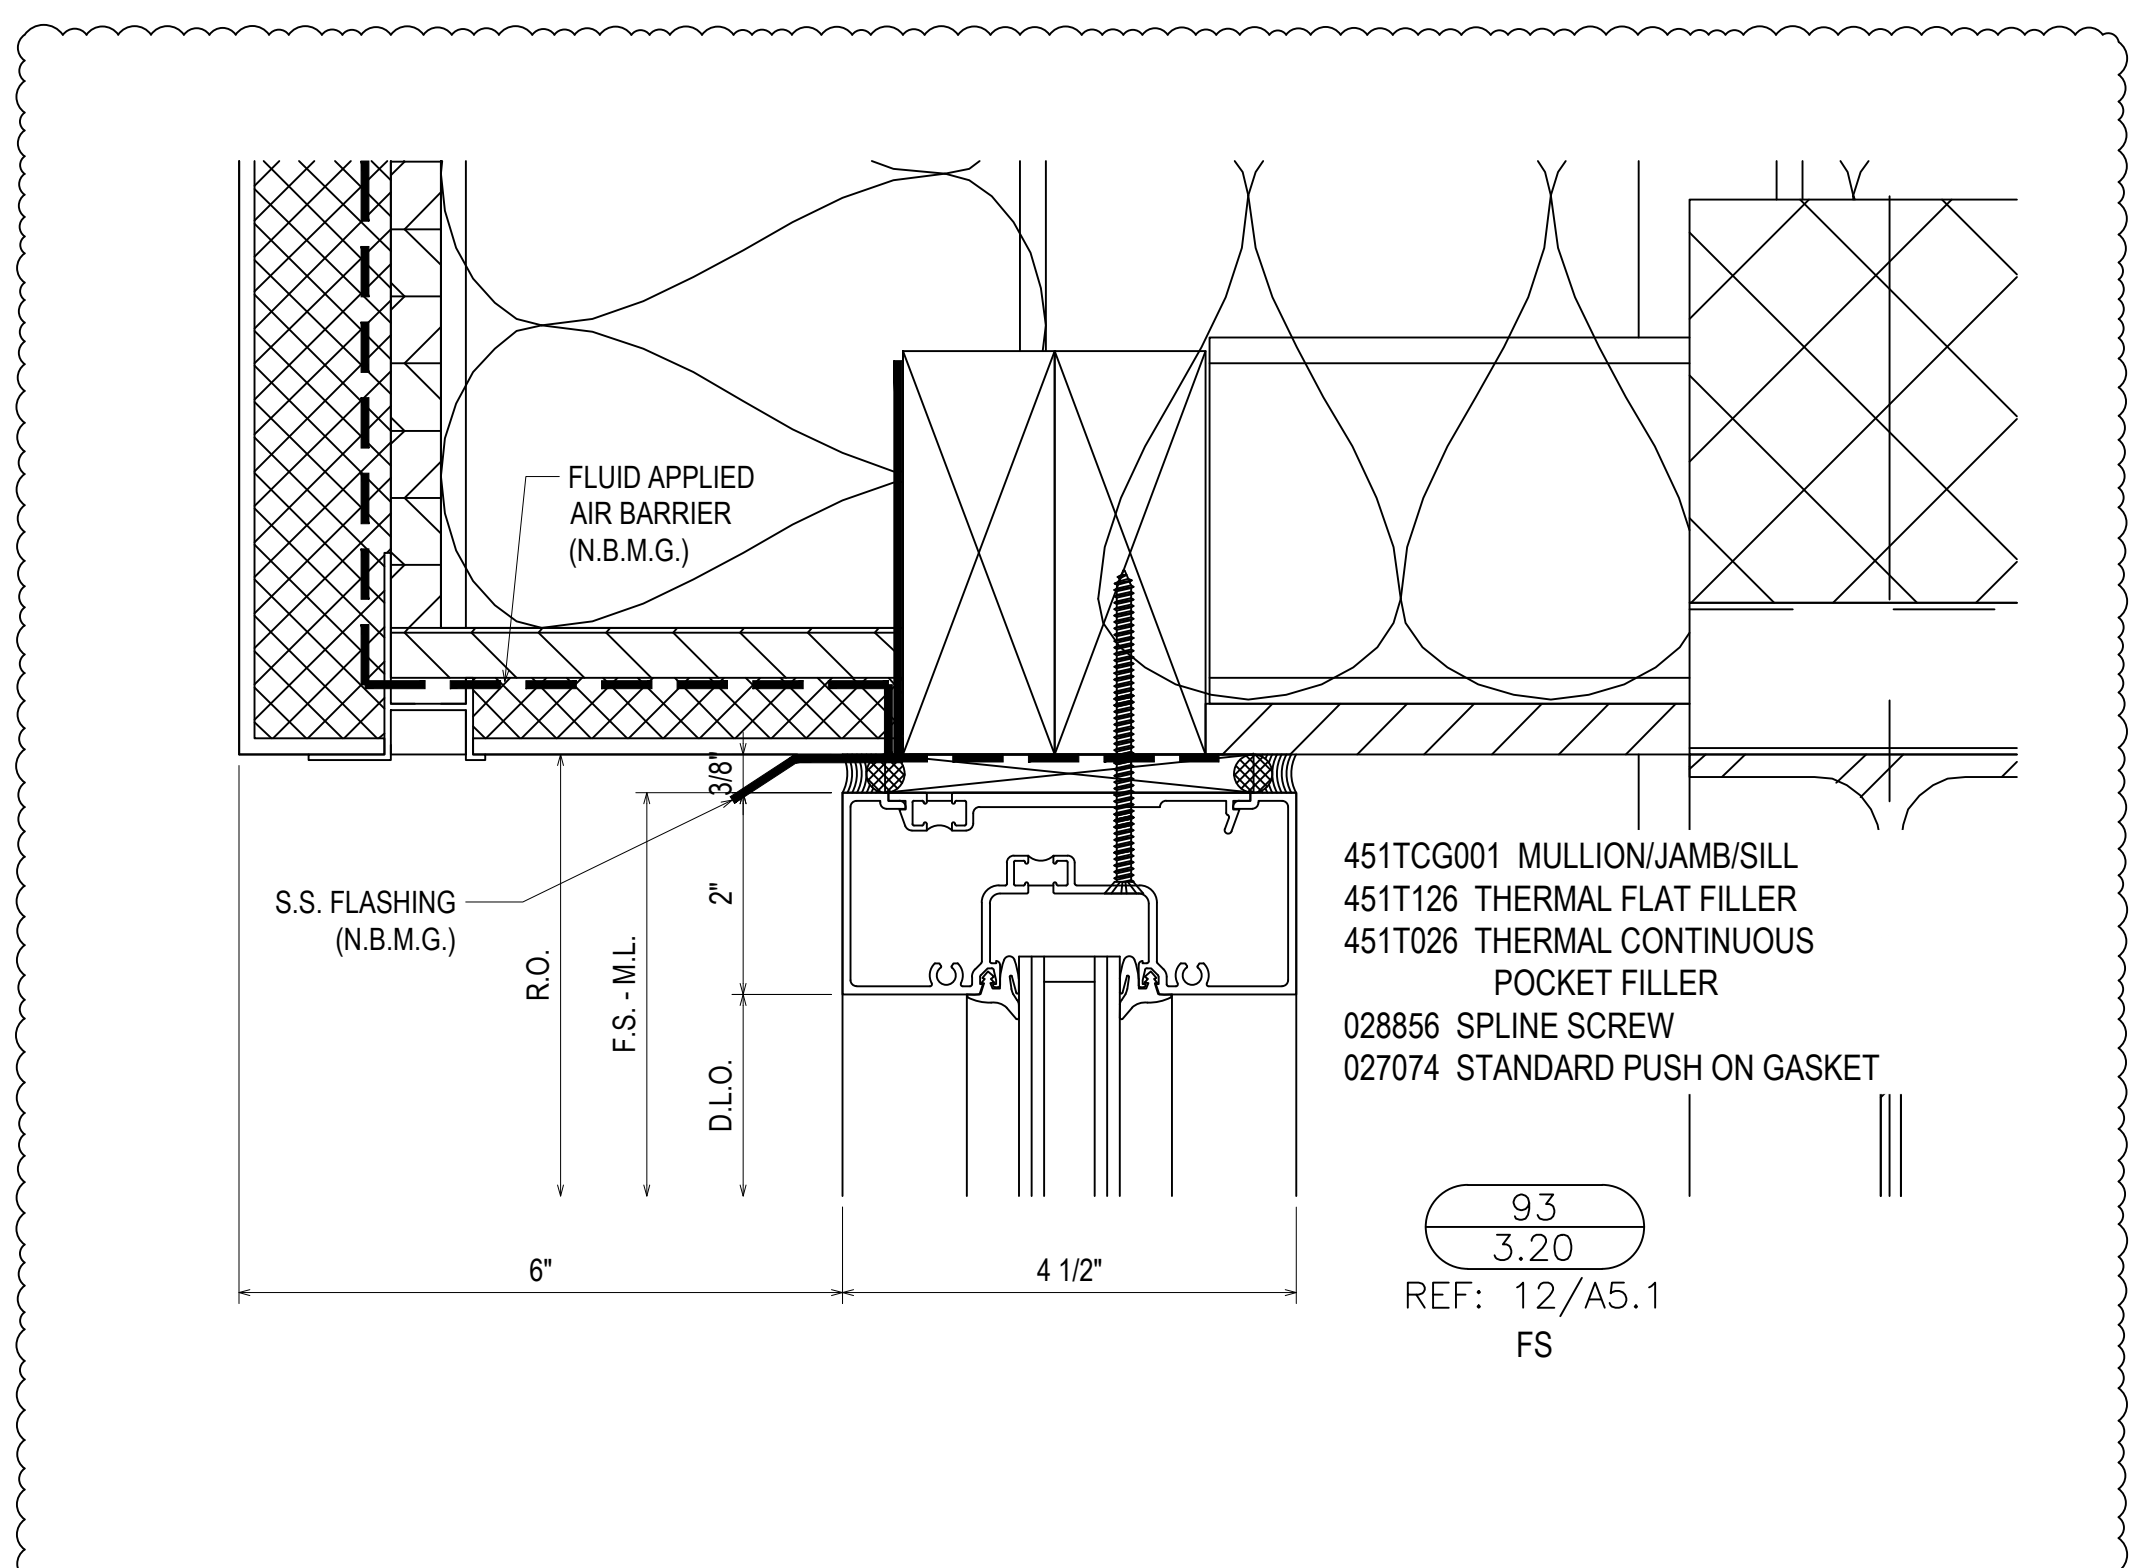 FLUID APPLIED
AIR BARRIER
(N.B.M.G.)
3/8"
S.S. FLASHING
(N.B.M.G.)
R.O.
F.S. - M.L.
2"
D.L.O.
451TCG001 MULLION/JAMB/SILL
451T126 THERMAL FLAT FILLER
451T026 THERMAL CONTINUOUS
POCKET FILLER
028856 SPLINE SCREW
027074 STANDARD PUSH ON GASKET
6"
4 1/2"
93
3.20
REF: 12/A5.1
FS